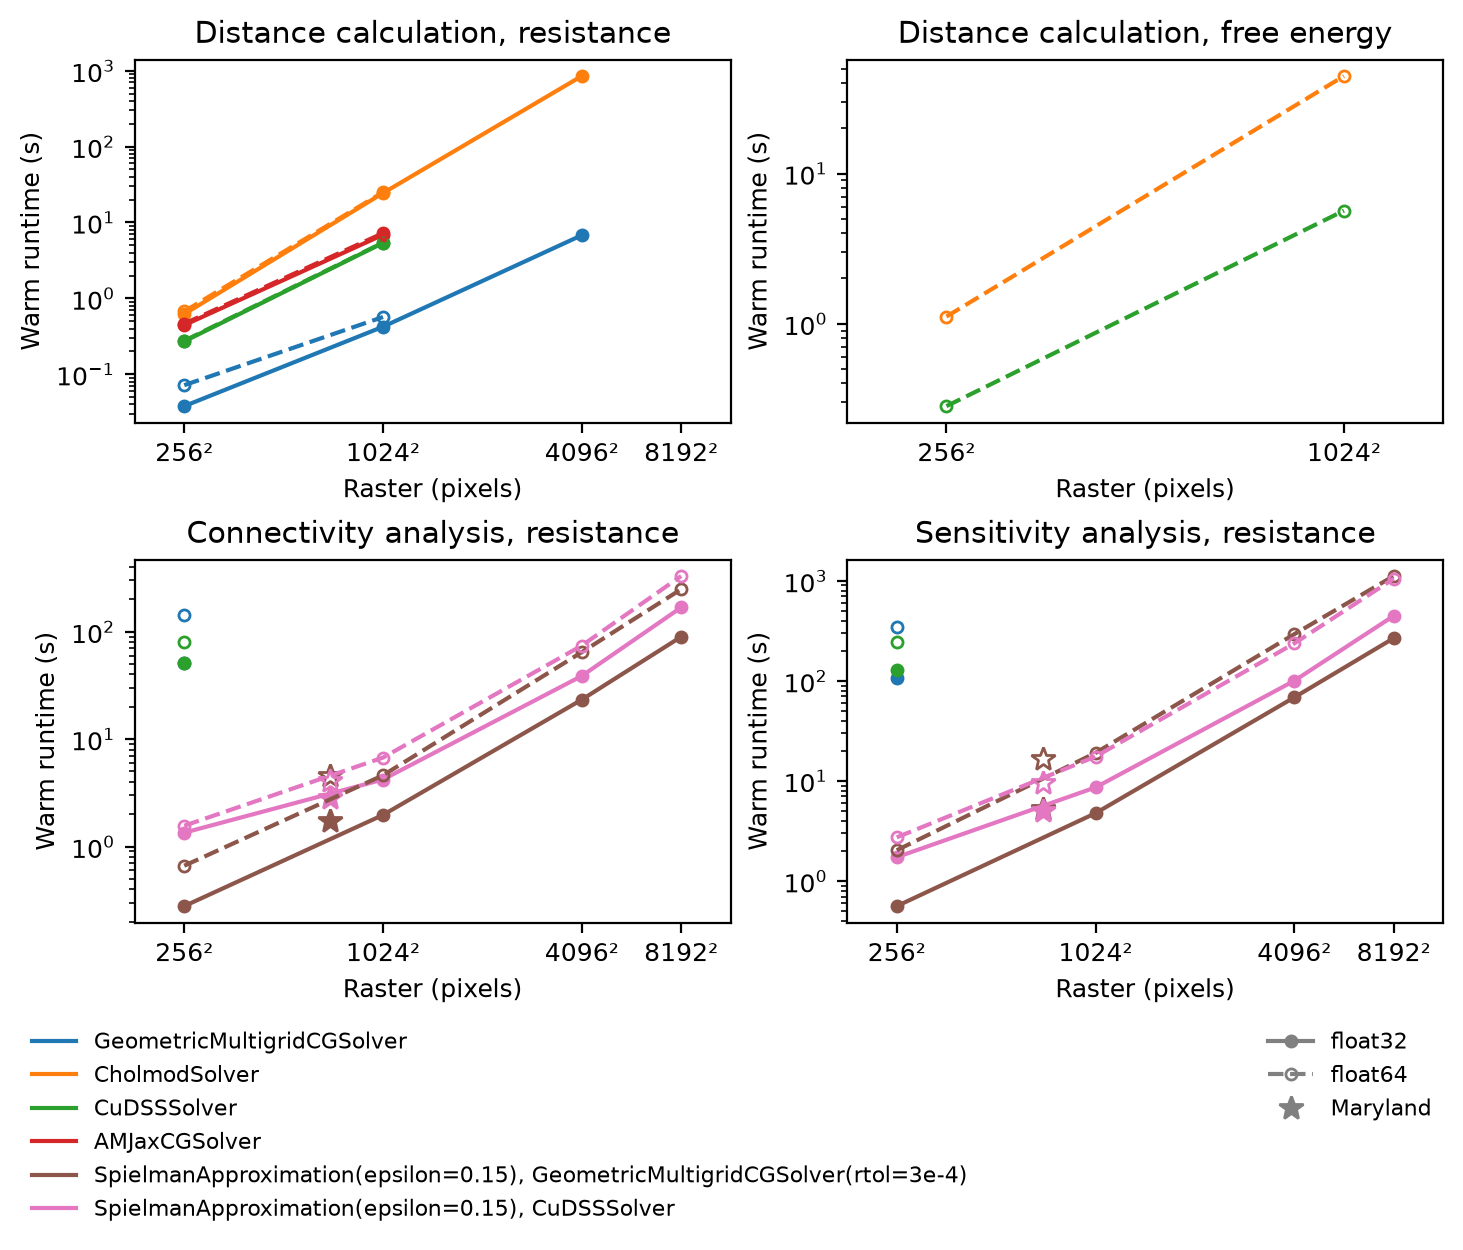 Distance calculation, resistance
Warm runtime (s)
10³
10²
10¹
10⁰
10⁻¹
256² 1024² 4096² 8192²
Raster (pixels)
Distance calculation, free energy
Warm runtime (s)
10¹
10⁰
256² 1024²
Raster (pixels)
Connectivity analysis, resistance
Warm runtime (s)
10²
10¹
10⁰
256² 1024² 4096² 8192²
Raster (pixels)
Sensitivity analysis, resistance
Warm runtime (s)
10³
10²
10¹
10⁰
256² 1024² 4096² 8192²
Raster (pixels)
GeometricMultigridCGSolver
CholmodSolver
CuDSSSolver
AMJaxCGSolver
SpielmanApproximation(epsilon=0.15), GeometricMultigridCGSolver(rtol=3e-4)
SpielmanApproximation(epsilon=0.15), CuDSSSolver
float32
float64
Maryland